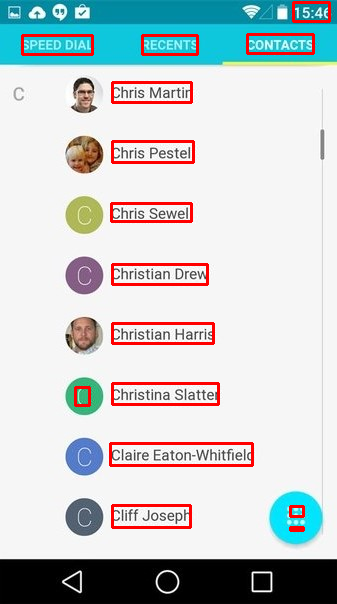 15:46
SPEED DIAL RECENTS CONTACTS
C
Chris Martin
Chris Pestel
C Chris Sewel
C Christian Drew
Christian Harris
C Christina Slatter
C Claire Eaton-Whitfield
C Cliff Joseph